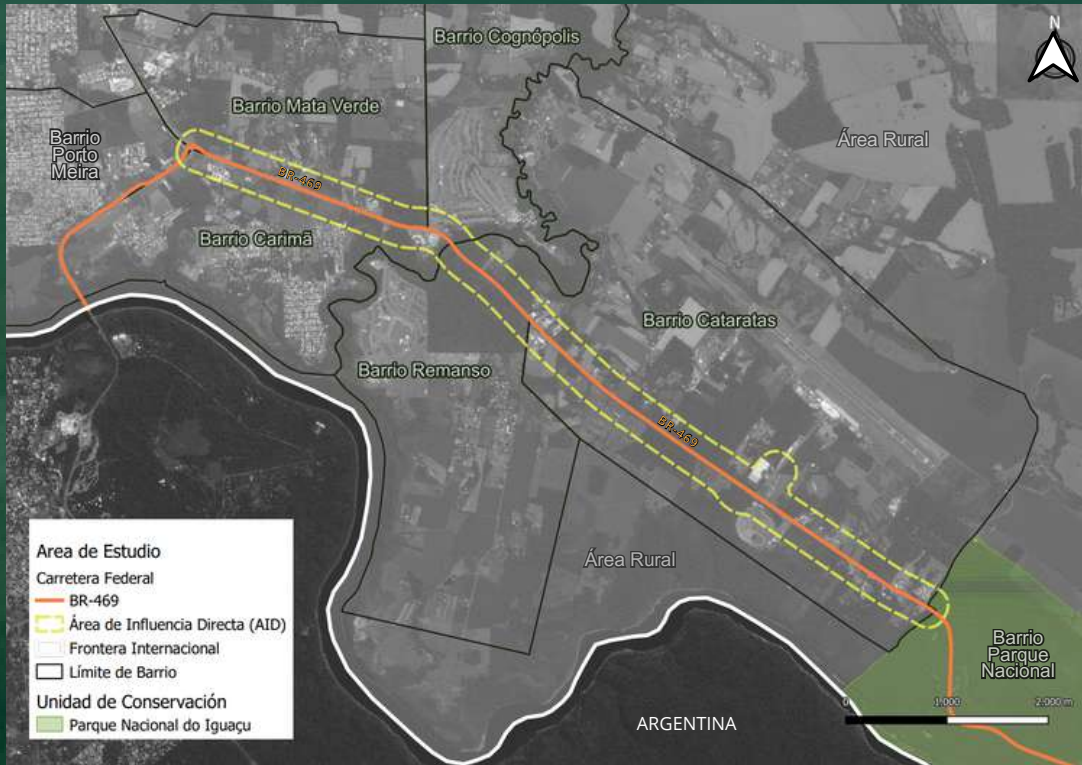 Barrio Cognópolis
N
Barrio Mata Verde
Área Rural
Barrio
Porto
Meira
BR-469
Barrio Carimã
Barrio Cataratas
Barrio Remanso
BR-469
Área Rural
Area de Estudio
Carretera Federal
BR-469
Área de Influencia Directa (AID)
Frontera Internacional
Límite de Barrio
Unidad de Conservación
Parque Nacional do Iguaçu
Barrio
Parque
Nacional
0 1.000 2.000 m
ARGENTINA